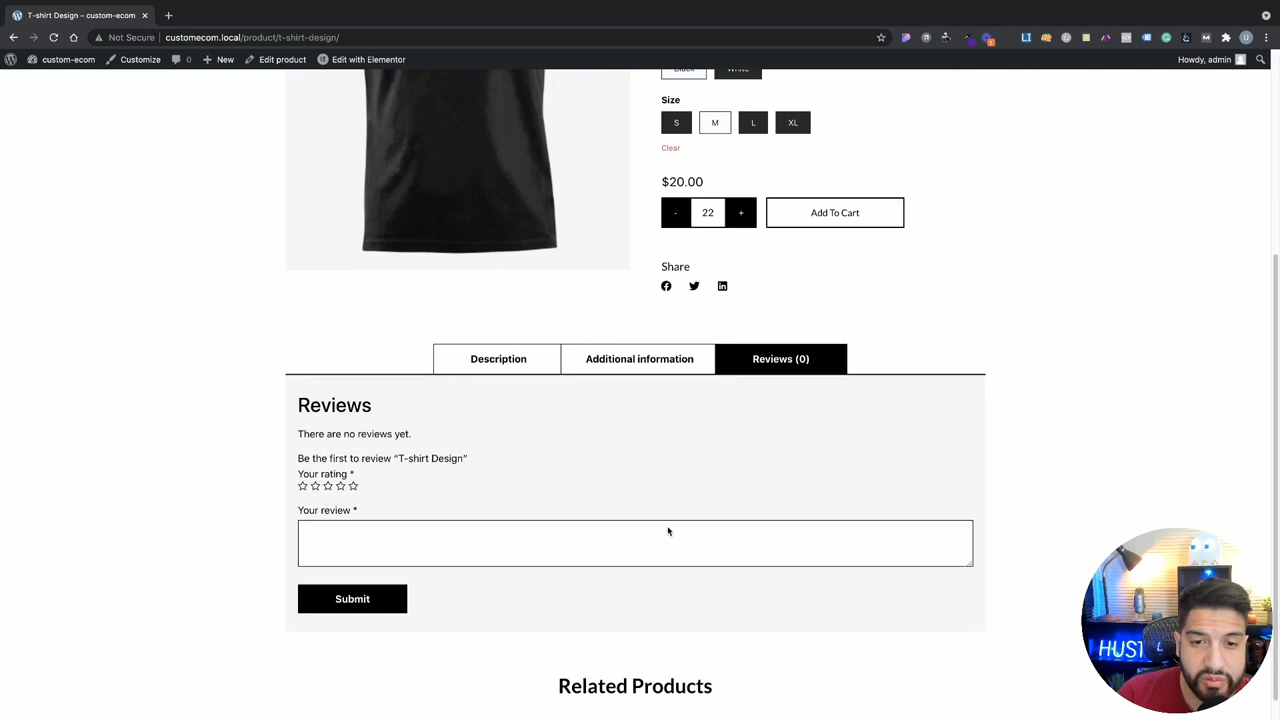 T-shirt Design – custom-ecom
Not Secure customecom.local/product/t-shirt-design/
custom-ecom Customize 0 New Edit product Edit with Elementor Howdy, admin
Black White
Size
S M L XL
Clear
$20.00
- 22 + Add To Cart
Share
Description Additional information Reviews (0)
Reviews
There are no reviews yet.
Be the first to review “T-shirt Design”
Your rating *
Your review *
Submit
HUST
Related Products